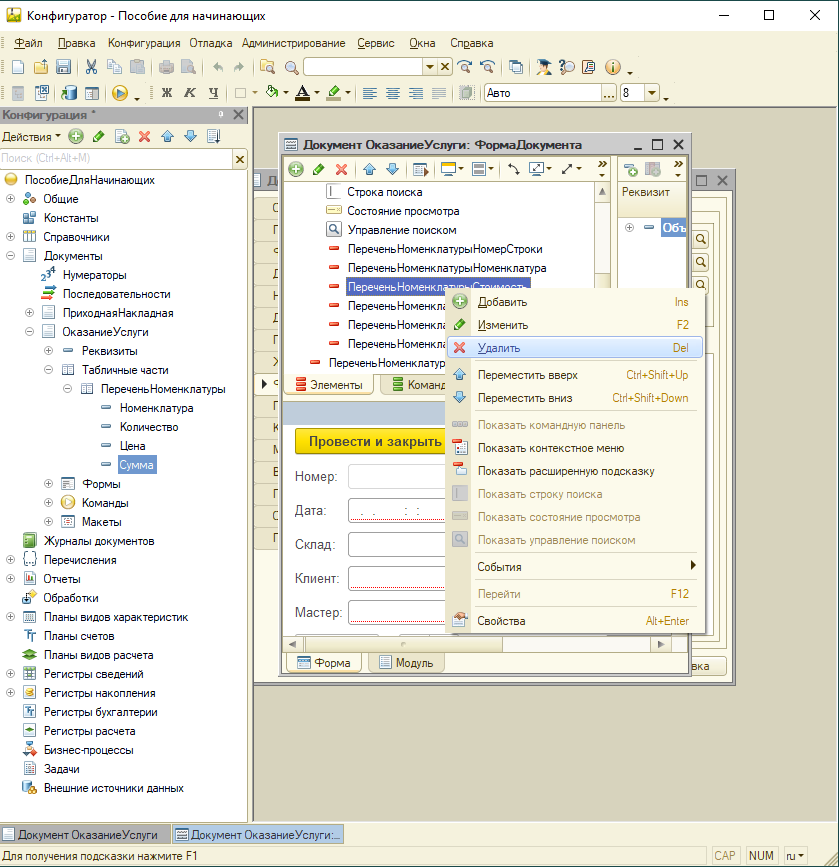 Конфигуратор - Пособие для начинающих
Файл Правка Конфигурация Отладка Администрирование Сервис Окна Справка
Ж К Ч А Авто ... 8
Конфигурация *
Действия
Поиск (Ctrl+Alt+M)
ПособиеДляНачинающих
Общие
Константы
Справочники
Документы
Нумераторы
Последовательности
ПриходнаяНакладная
ОказаниеУслуги
Реквизиты
Табличные части
ПереченьНоменклатуры
Номенклатура
Количество
Цена
Сумма
Формы
Команды
Макеты
Журналы документов
Перечисления
Отчеты
Обработки
Планы видов характеристик
Планы счетов
Планы видов расчета
Регистры сведений
Регистры накопления
Регистры бухгалтерии
Регистры расчета
Бизнес-процессы
Задачи
Внешние источники данных
Документ ОказаниеУслуги: ФормаДокумента
Строка поиска
Состояние просмотра
Управление поиском
ПереченьНоменклатурыНомерСтроки
ПереченьНоменклатурыНоменклатура
ПереченьНоменклатурыСтоимость
ПереченьНоменкла
ПереченьНоменкла
ПереченьНоменкла
ПереченьНоменклатур
Реквизит
Объ
Элементы Команд
Провести и закрыть
Номер:
Дата: . . : :
Склад:
Клиент:
Мастер:
Форма Модуль
Добавить Ins
Изменить F2
Удалить Del
Переместить вверх Ctrl+Shift+Up
Переместить вниз Ctrl+Shift+Down
Показать командную панель
Показать контекстное меню
Показать расширенную подсказку
Показать строку поиска
Показать состояние просмотра
Показать управление поиском
События
Перейти F12
Свойства Alt+Enter
вка
Документ ОказаниеУслуги Документ ОказаниеУслуги:...
Для получения подсказки нажмите F1 CAP NUM ru